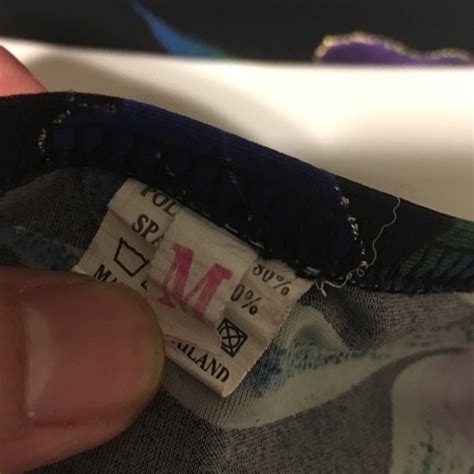 POL 80%
SPA 0%
M
MA AILAND